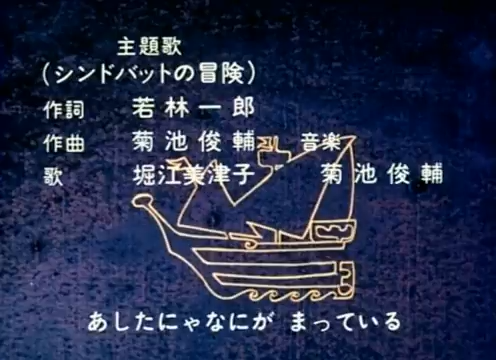 主題歌
(シンドバットの冒険)
作詞 若林一郎
作曲 菊池俊輔 音楽
歌 堀江美津子 菊池俊輔
あしたにゃなにが まっている